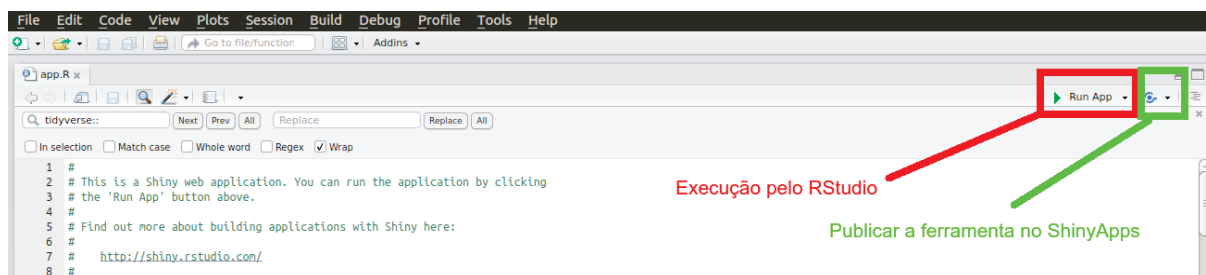 File Edit Code View Plots Session Build Debug Profile Tools Help
Go to file/function Addins
app.R
Run App
tidyverse:: Next Prev All Replace Replace All
In selection Match case Whole word Regex Wrap
1 #
2 # This is a Shiny web application. You can run the application by clicking
3 # the 'Run App' button above.
4 #
5 # Find out more about building applications with Shiny here:
6 #
7 #    http://shiny.rstudio.com/
8 #
Execução pelo RStudio
Publicar a ferramenta no ShinyApps